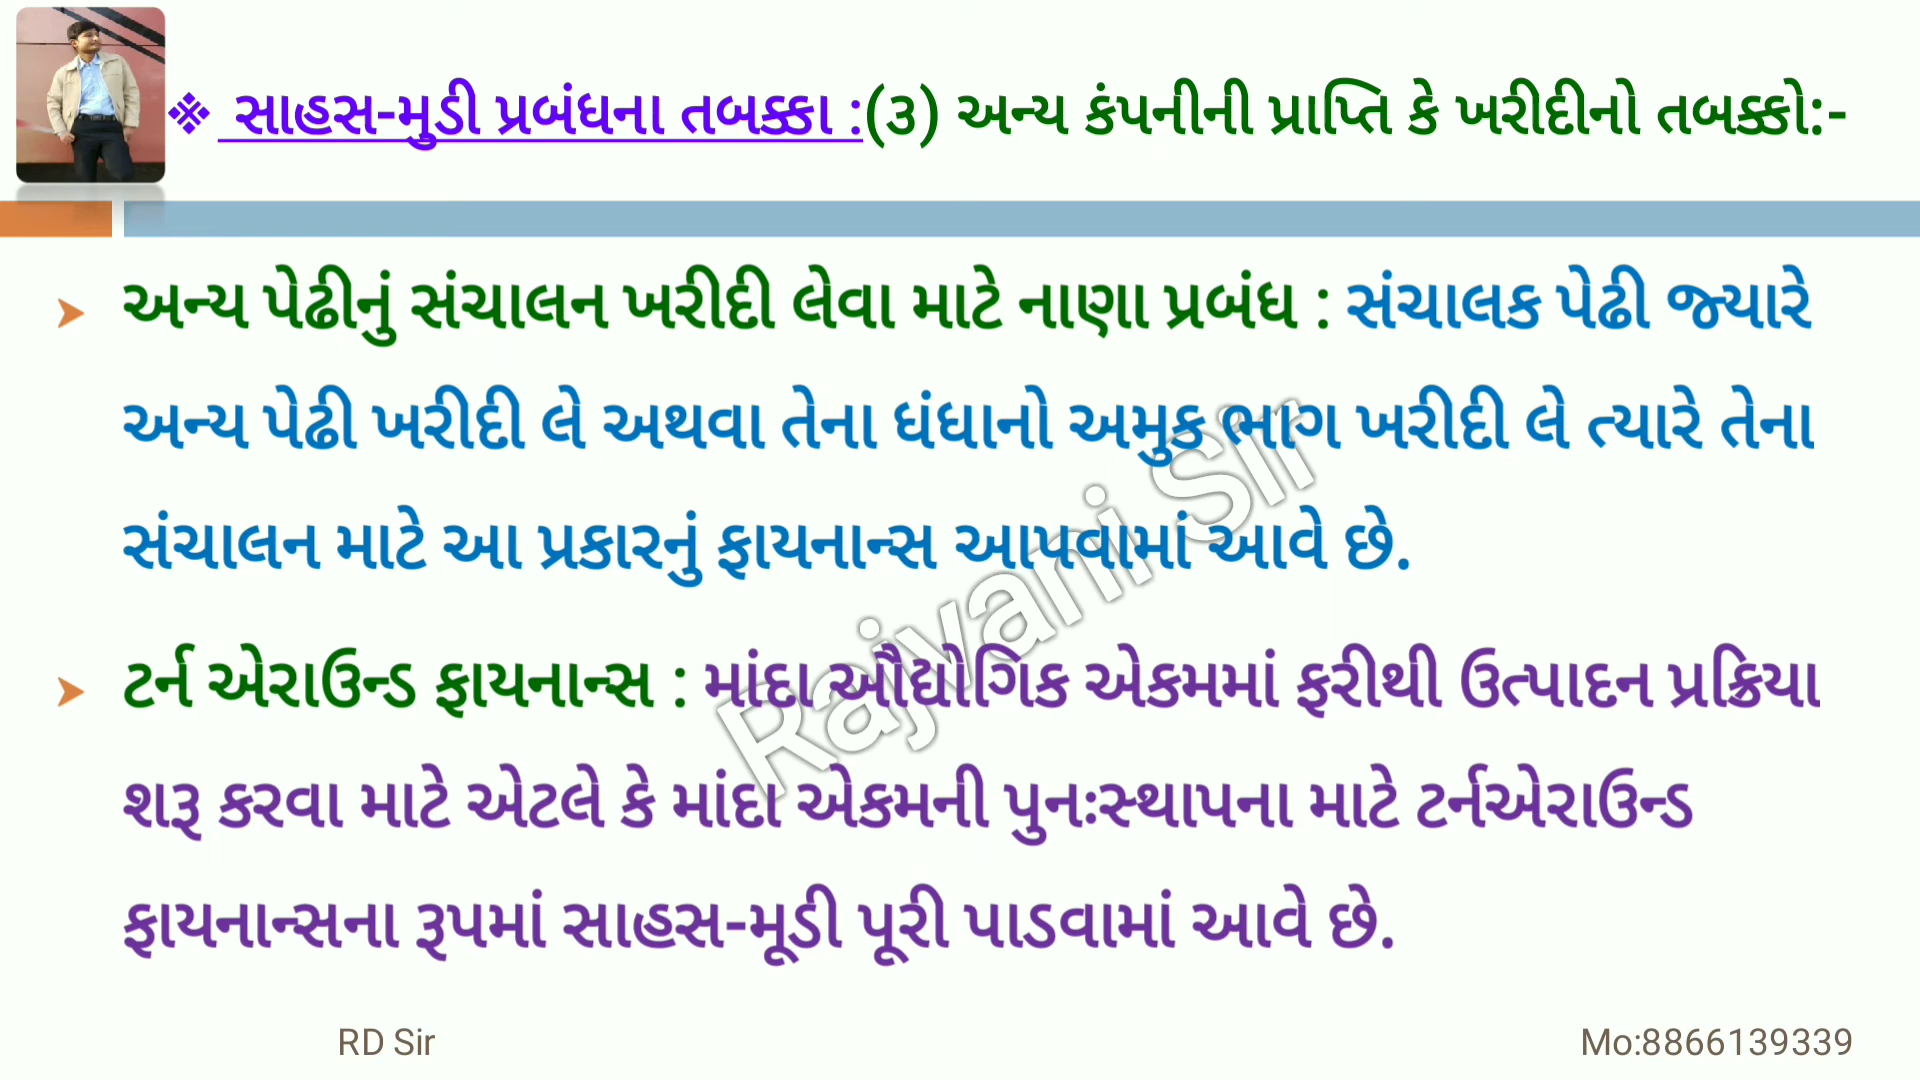 ❖ સાહસ-મુડી પ્રબંધના તબક્કા :(૩) અન્ય કંપનીની પ્રાપ્તિ કે ખરીદીનો તબક્કો:-
➤ અન્ય પેઢીનું સંચાલન ખરીદી લેવા માટે નાણા પ્રબંધ : સંચાલક પેઢી જ્યારે
અન્ય પેઢી ખરીદી લે અથવા તેના ધંધાનો અમુક ભાગ ખરીદી લે ત્યારે તેના
સંચાલન માટે આ પ્રકારનું ફાયનાન્સ આપવામાં આવે છે.
➤ ટર્ન એરાઉન્ડ ફાયનાન્સ : માંદા ઔદ્યોગિક એકમમાં ફરીથી ઉત્પાદન પ્રક્રિયા
શરૂ કરવા માટે એટલે કે માંદા એકમની પુનઃસ્થાપના માટે ટર્નએરાઉન્ડ
ફાયનાન્સના રૂપમાં સાહસ-મૂડી પૂરી પાડવામાં આવે છે.
Rajyani Sir
RD Sir
Mo:8866139339